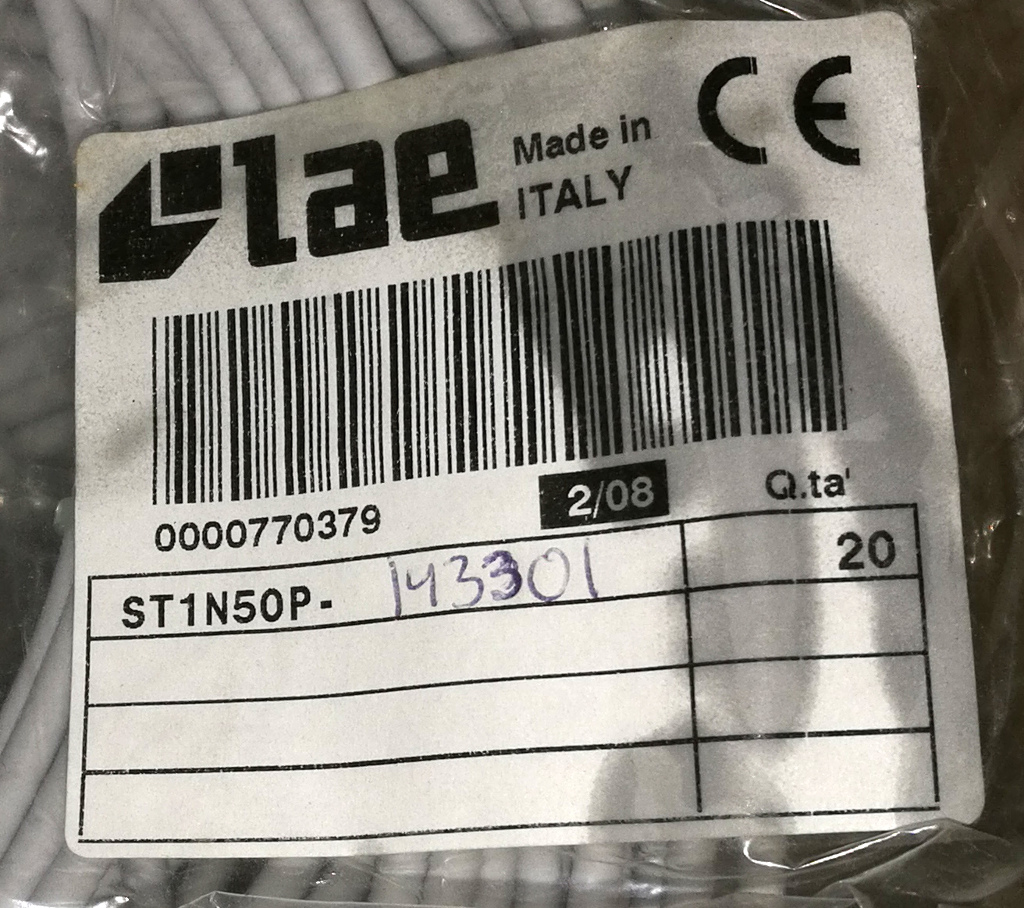 lae
Made in
ITALY
CE
0000770379
2/08
Q.ta'
ST1N50P-
143301
20